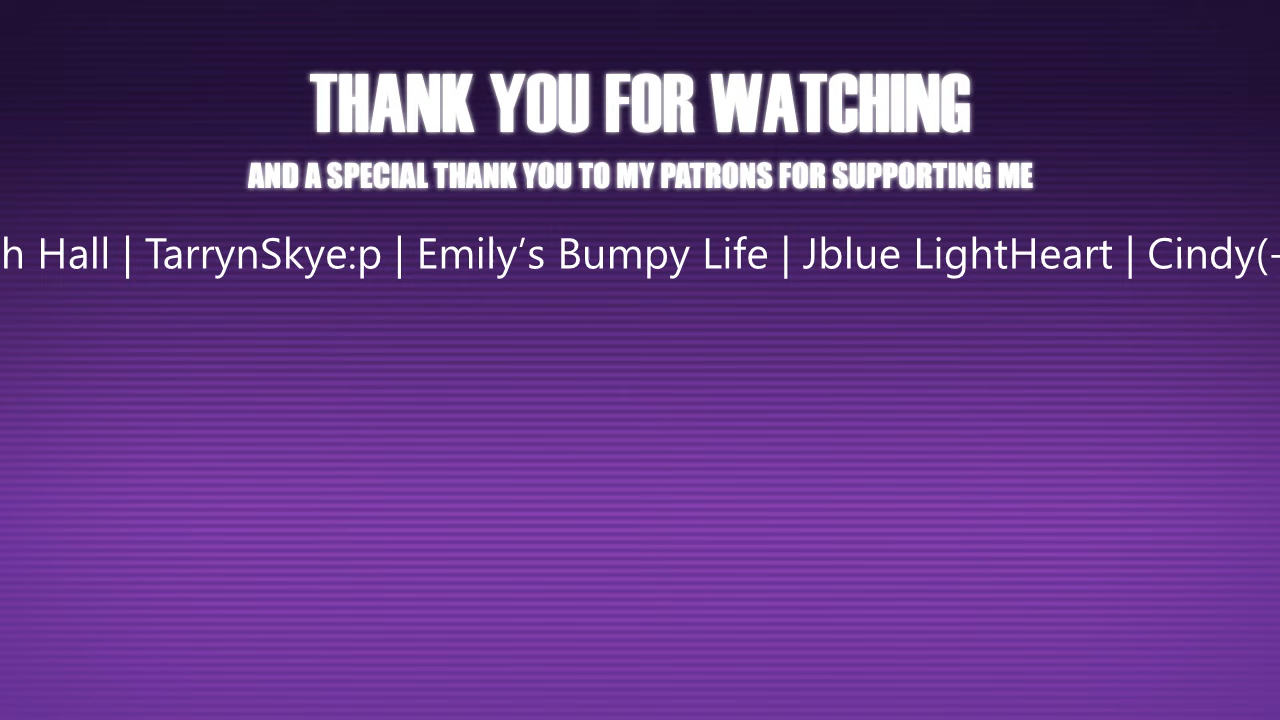 THANK YOU FOR WATCHING
AND A SPECIAL THANK YOU TO MY PATRONS FOR SUPPORTING ME
h Hall | TarrynSkye:p | Emily’s Bumpy Life | Jblue LightHeart | Cindy(-